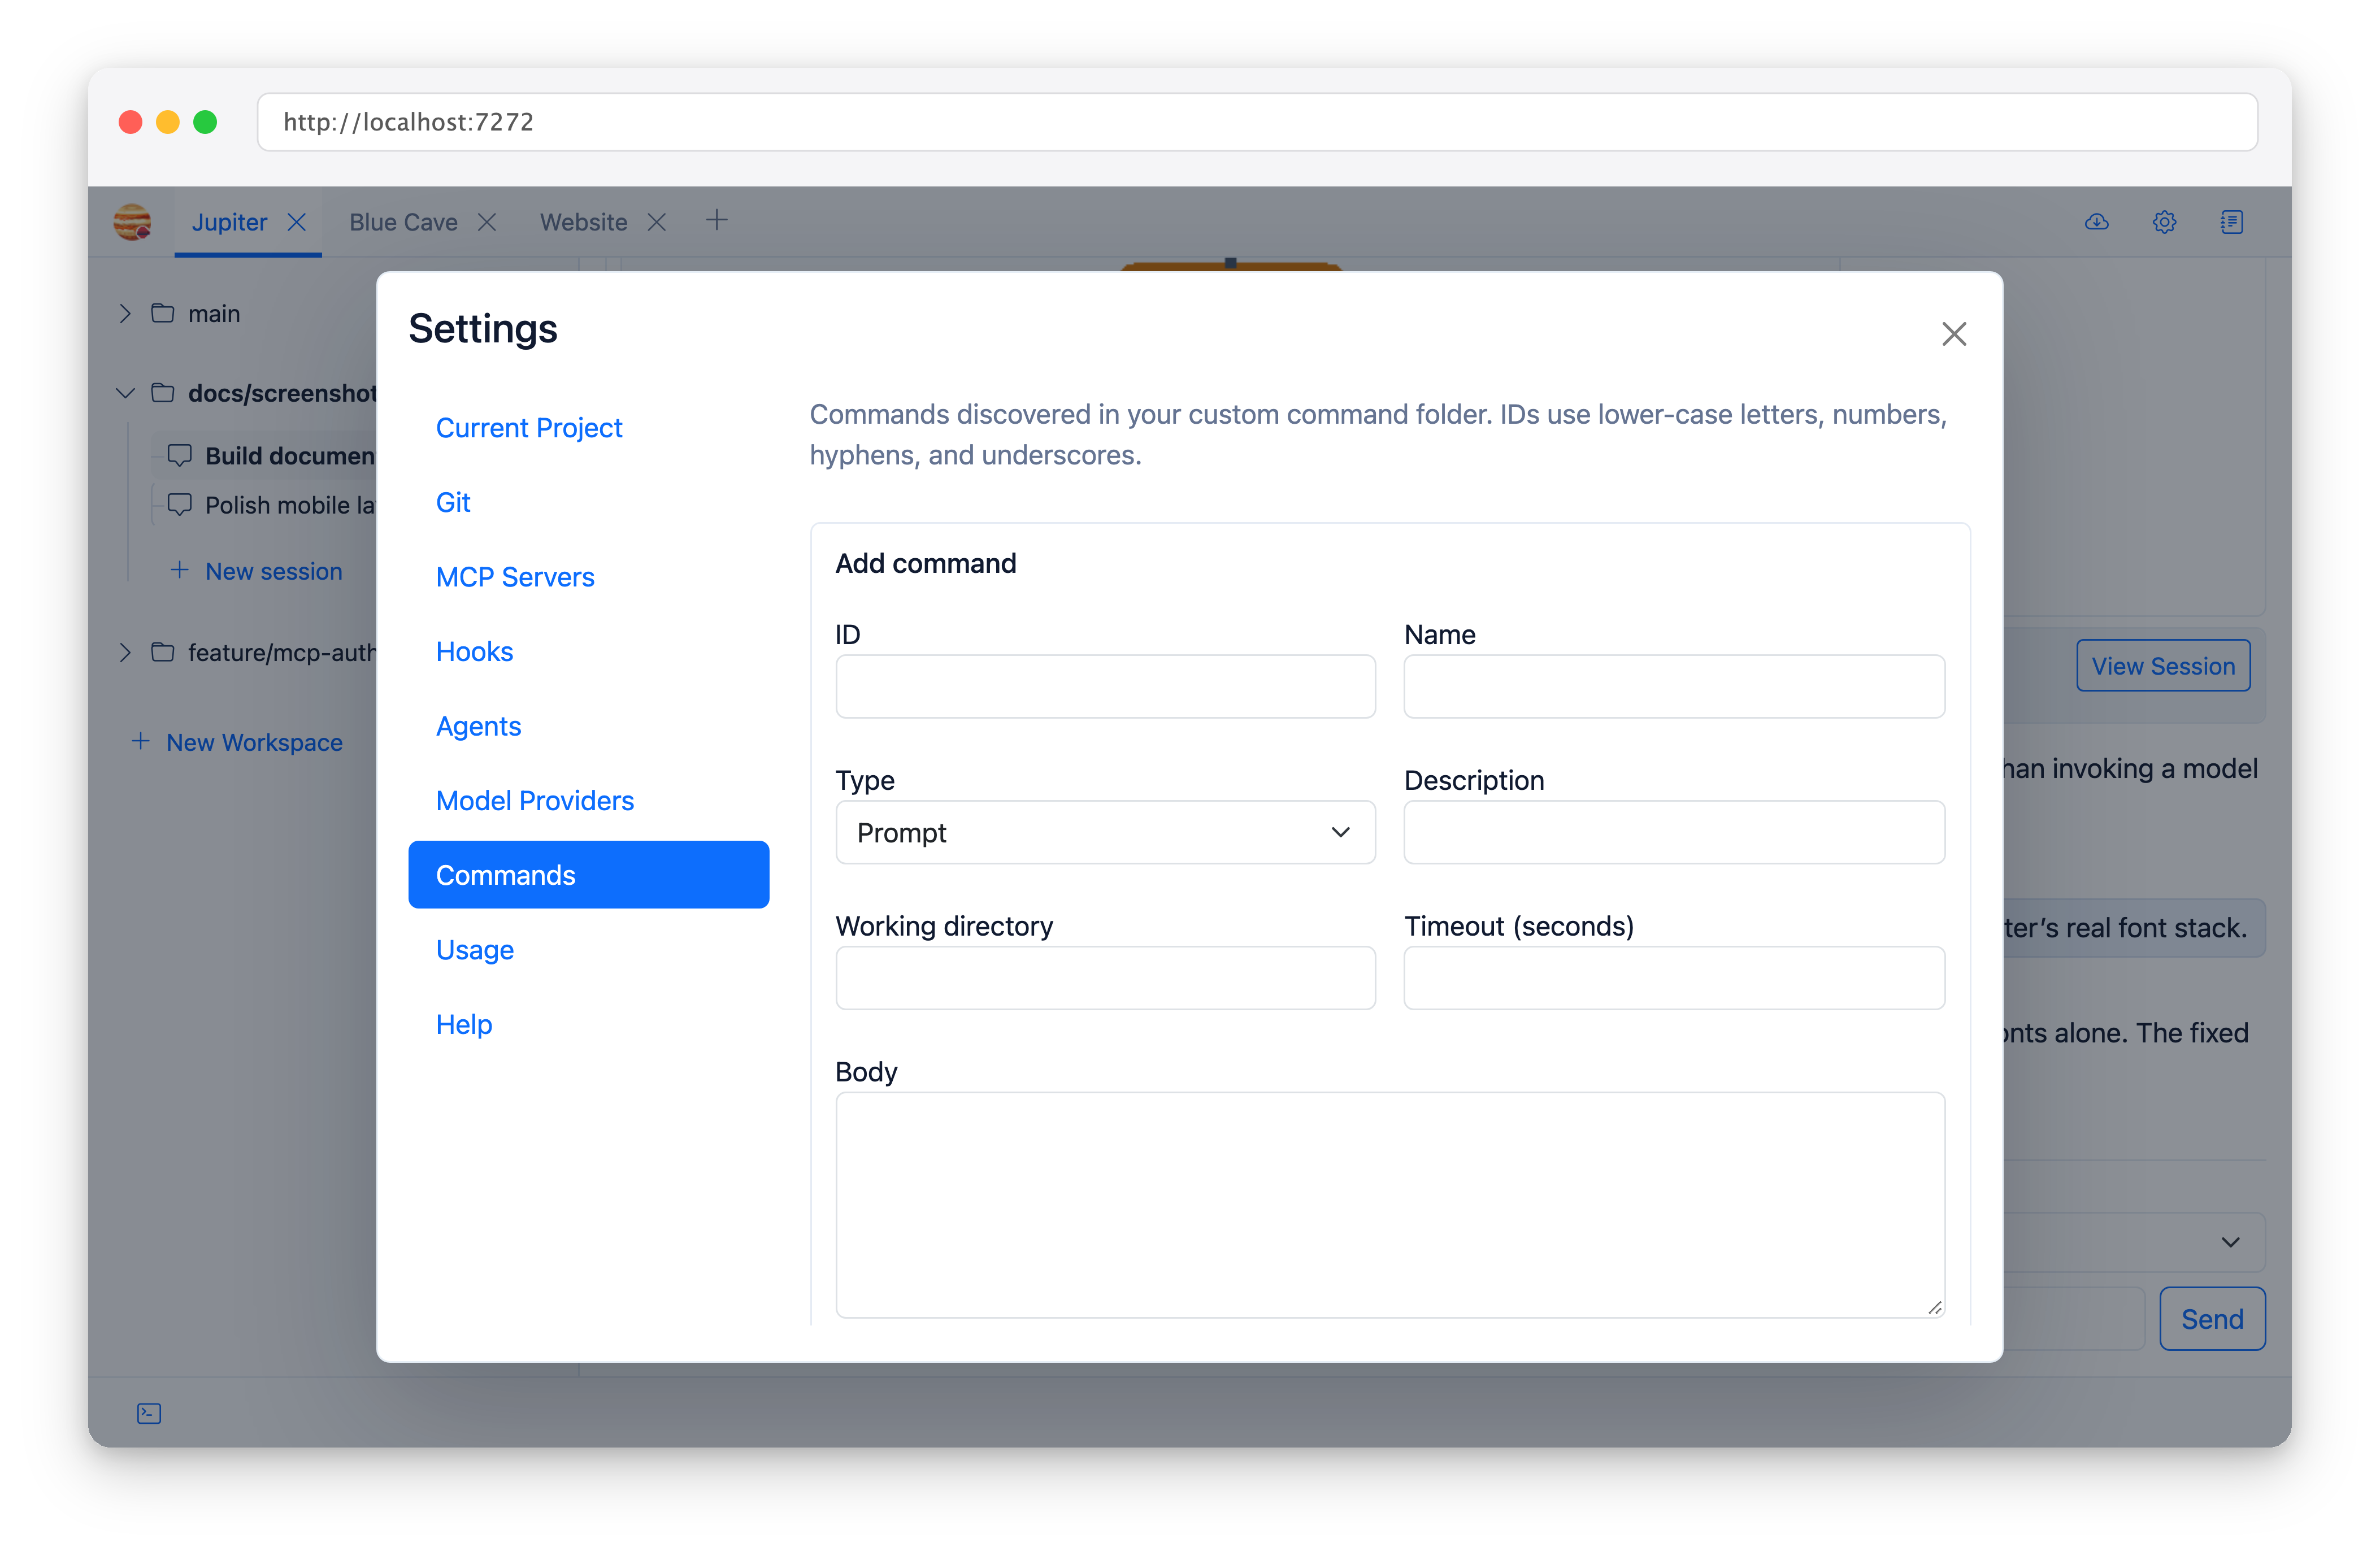 http://localhost:7272
Jupiter
Blue Cave
Website
main
docs/screenshot
Build document
Polish mobile la
New session
feature/mcp-auth
New Workspace
Settings
Current Project
Git
MCP Servers
Hooks
Agents
Model Providers
Commands
Usage
Help
Commands discovered in your custom command folder. IDs use lower-case letters, numbers,
hyphens, and underscores.
Add command
ID
Name
Type
Description
Prompt
Working directory
Timeout (seconds)
Body
View Session
han invoking a model
ter’s real font stack.
onts alone. The fixed
Send